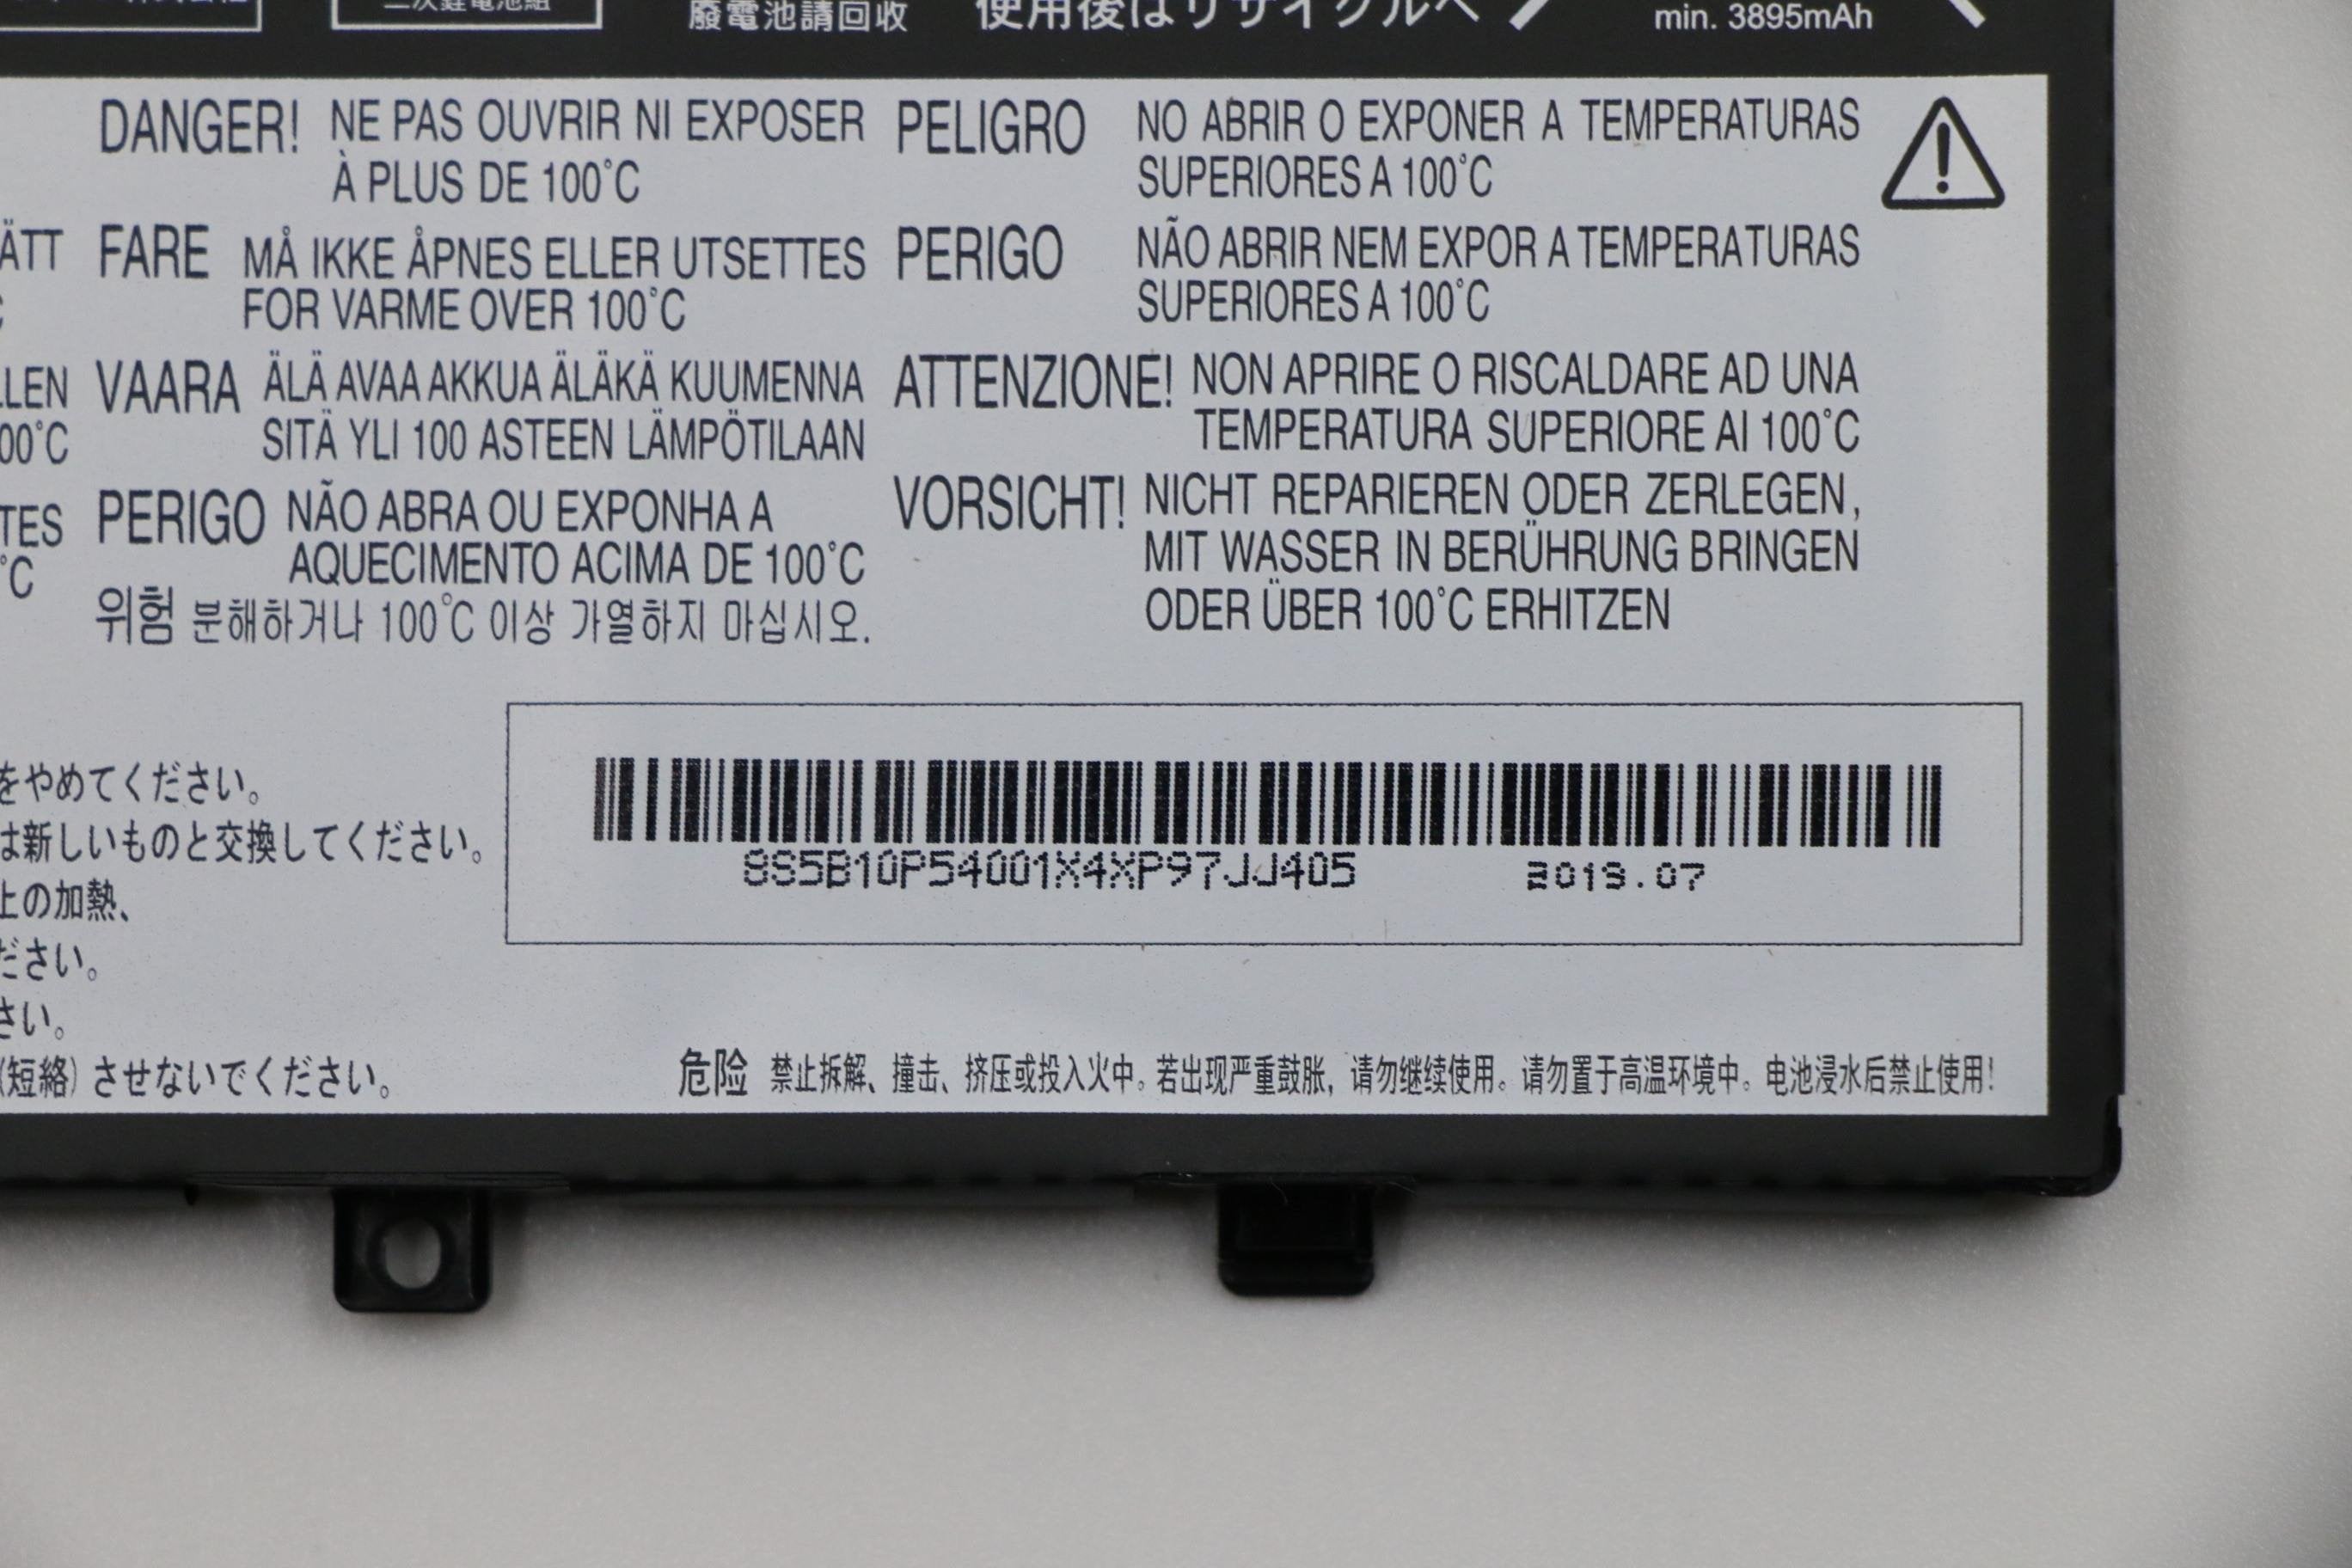 二次鋰電池組
廢電池請回收
使用後はリサイクルへ
min. 3895mAh
DANGER! NE PAS OUVRIR NI EXPOSER
À PLUS DE 100°C
PELIGRO NO ABRIR O EXPONER A TEMPERATURAS
SUPERIORES A 100°C
ÄTT
FARE MÅ IKKE ÅPNES ELLER UTSETTES
FOR VARME OVER 100°C
PERIGO NÃO ABRIR NEM EXPOR A TEMPERATURAS
SUPERIORES A 100°C
LLEN
00°C
VAARA ÄLÄ AVAA AKKUA ÄLÄKÄ KUUMENNA
SITÄ YLI 100 ASTEEN LÄMPÖTILAAN
ATTENZIONE! NON APRIRE O RISCALDARE AD UNA
TEMPERATURA SUPERIORE AI 100°C
TES
°C
PERIGO NÃO ABRA OU EXPONHA A
AQUECIMENTO ACIMA DE 100°C
위험 분해하거나 100°C 이상 가열하지 마십시오.
VORSICHT! NICHT REPARIEREN ODER ZERLEGEN,
MIT WASSER IN BERÜHRUNG BRINGEN
ODER ÜBER 100°C ERHITZEN
をやめてください。
は新しいものと交換してください。
上の加熱、
ださい。
さい。
(短絡)させないでください。
8S5B10P54001X4XP97JJ405
2019.07
危险 禁止拆解、撞击、挤压或投入火中。若出现严重鼓胀，请勿继续使用。请勿置于高温环境中。电池浸水后禁止使用！